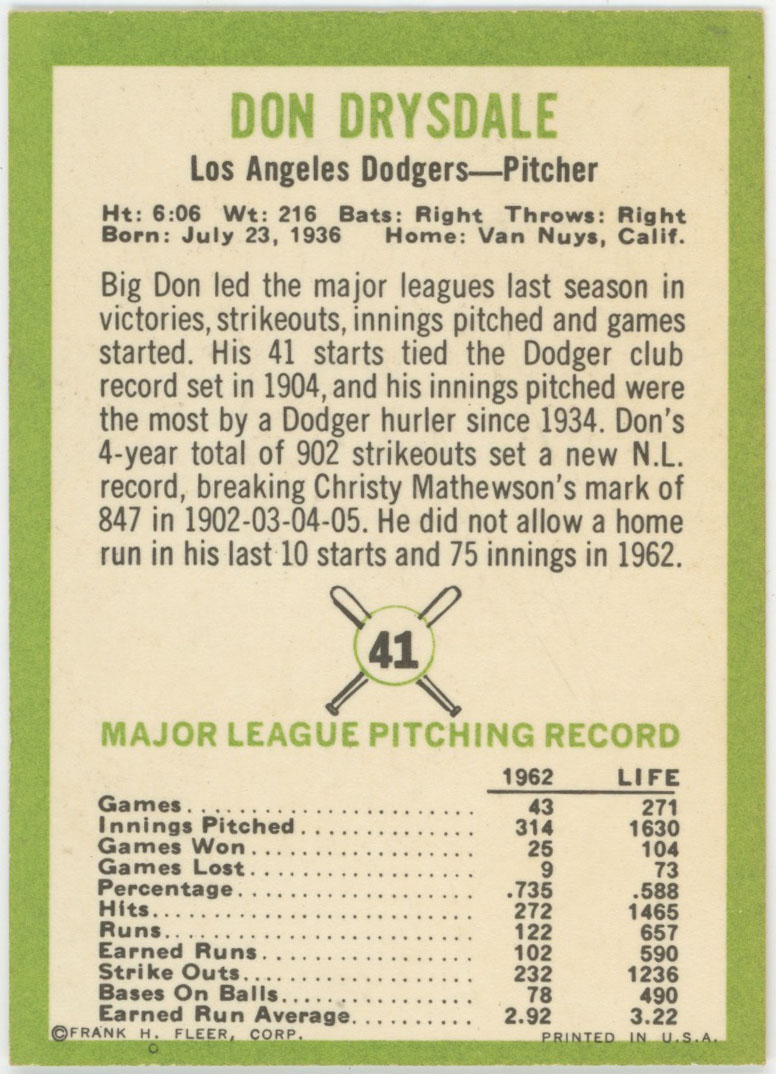 DON DRYSDALE
Los Angeles Dodgers—Pitcher
Ht: 6:06 Wt: 216 Bats: Right Throws: Right
Born: July 23, 1936 Home: Van Nuys, Calif.
Big Don led the major leagues last season in
victories, strikeouts, innings pitched and games
started. His 41 starts tied the Dodger club
record set in 1904, and his innings pitched were
the most by a Dodger hurler since 1934. Don's
4-year total of 902 strikeouts set a new N.L.
record, breaking Christy Mathewson's mark of
847 in 1902-03-04-05. He did not allow a home
run in his last 10 starts and 75 innings in 1962.
41
MAJOR LEAGUE PITCHING RECORD
1962 LIFE
Games.......................... 43 271
Innings Pitched................ 314 1630
Games Won...................... 25 104
Games Lost..................... 9 73
Percentage..................... .735 .588
Hits........................... 272 1465
Runs........................... 122 657
Earned Runs.................... 102 590
Strike Outs.................... 232 1236
Bases On Balls................. 78 490
Earned Run Average............. 2.92 3.22
©FRANK H. FLEER, CORP. PRINTED IN U.S.A.